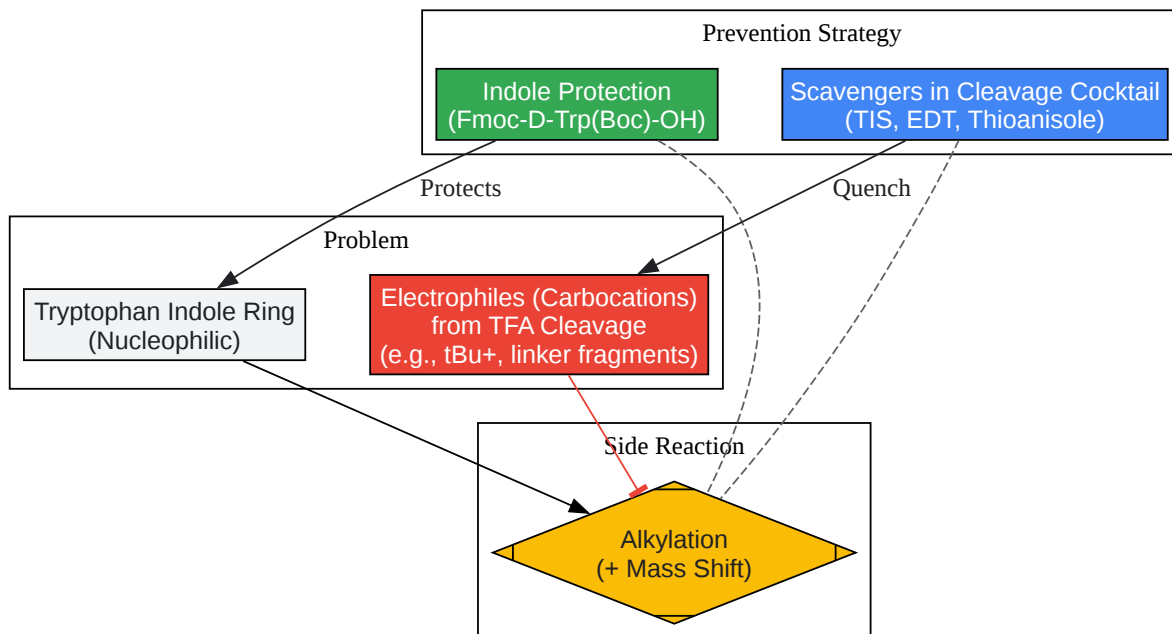 Prevention Strategy
Indole Protection
(Fmoc-D-Trp(Boc)-OH)
Scavengers in Cleavage Cocktail
(TIS, EDT, Thioanisole)
Protects
Quench
Problem
Tryptophan Indole Ring
(Nucleophilic)
Electrophiles (Carbocations)
from TFA Cleavage
(e.g., tBu+, linker fragments)
Side Reaction
Alkylation
(+ Mass Shift)